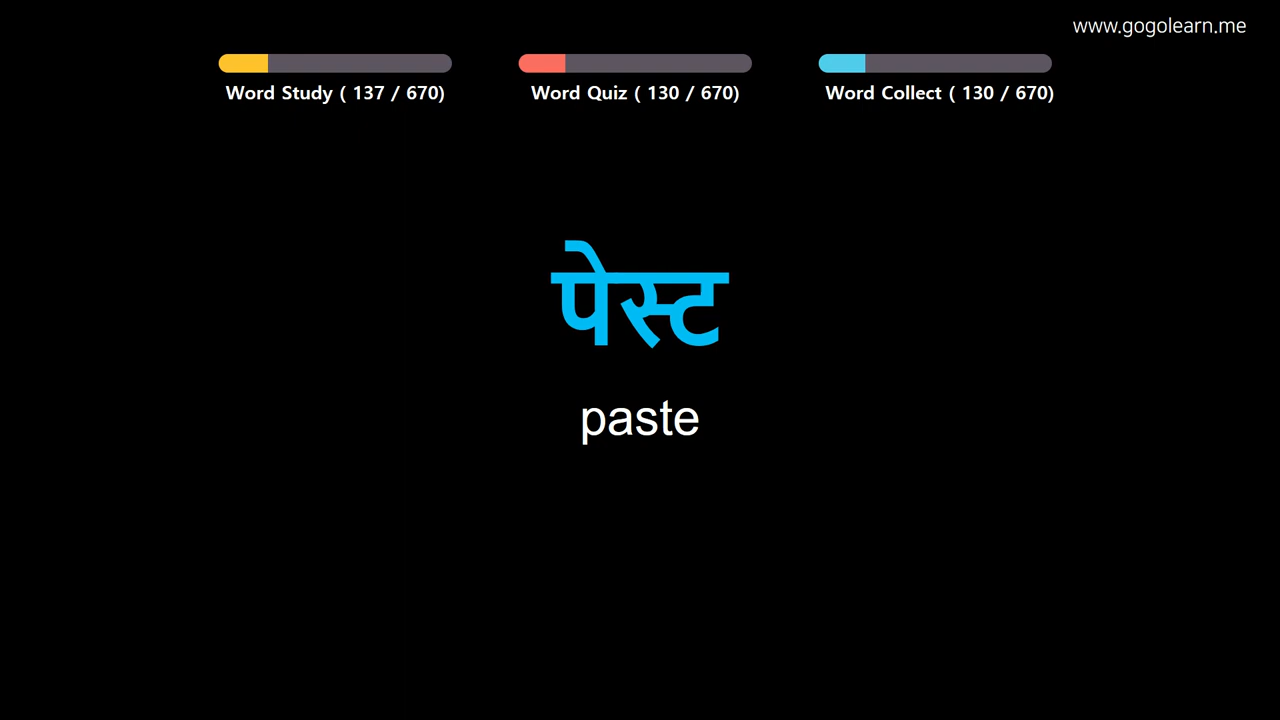 www.gogolearn.me
Word Study ( 137 / 670)
Word Quiz ( 130 / 670)
Word Collect ( 130 / 670)
पेस्ट
paste